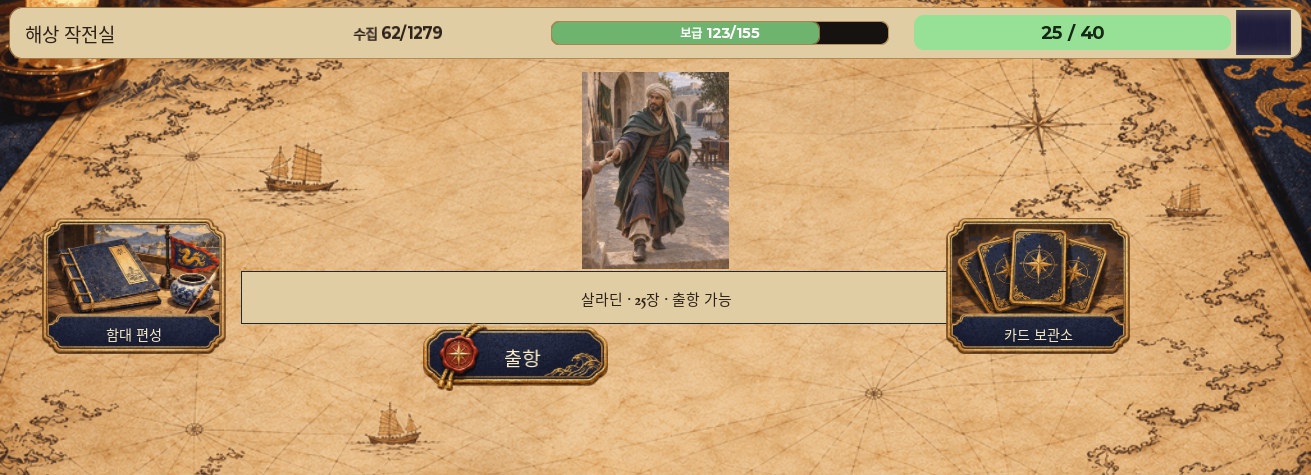 해상 작전실
수집 62/1279
보급 123/155
25 / 40
살라딘 · 25장 · 출항 가능
함대 편성
카드 보관소
출항